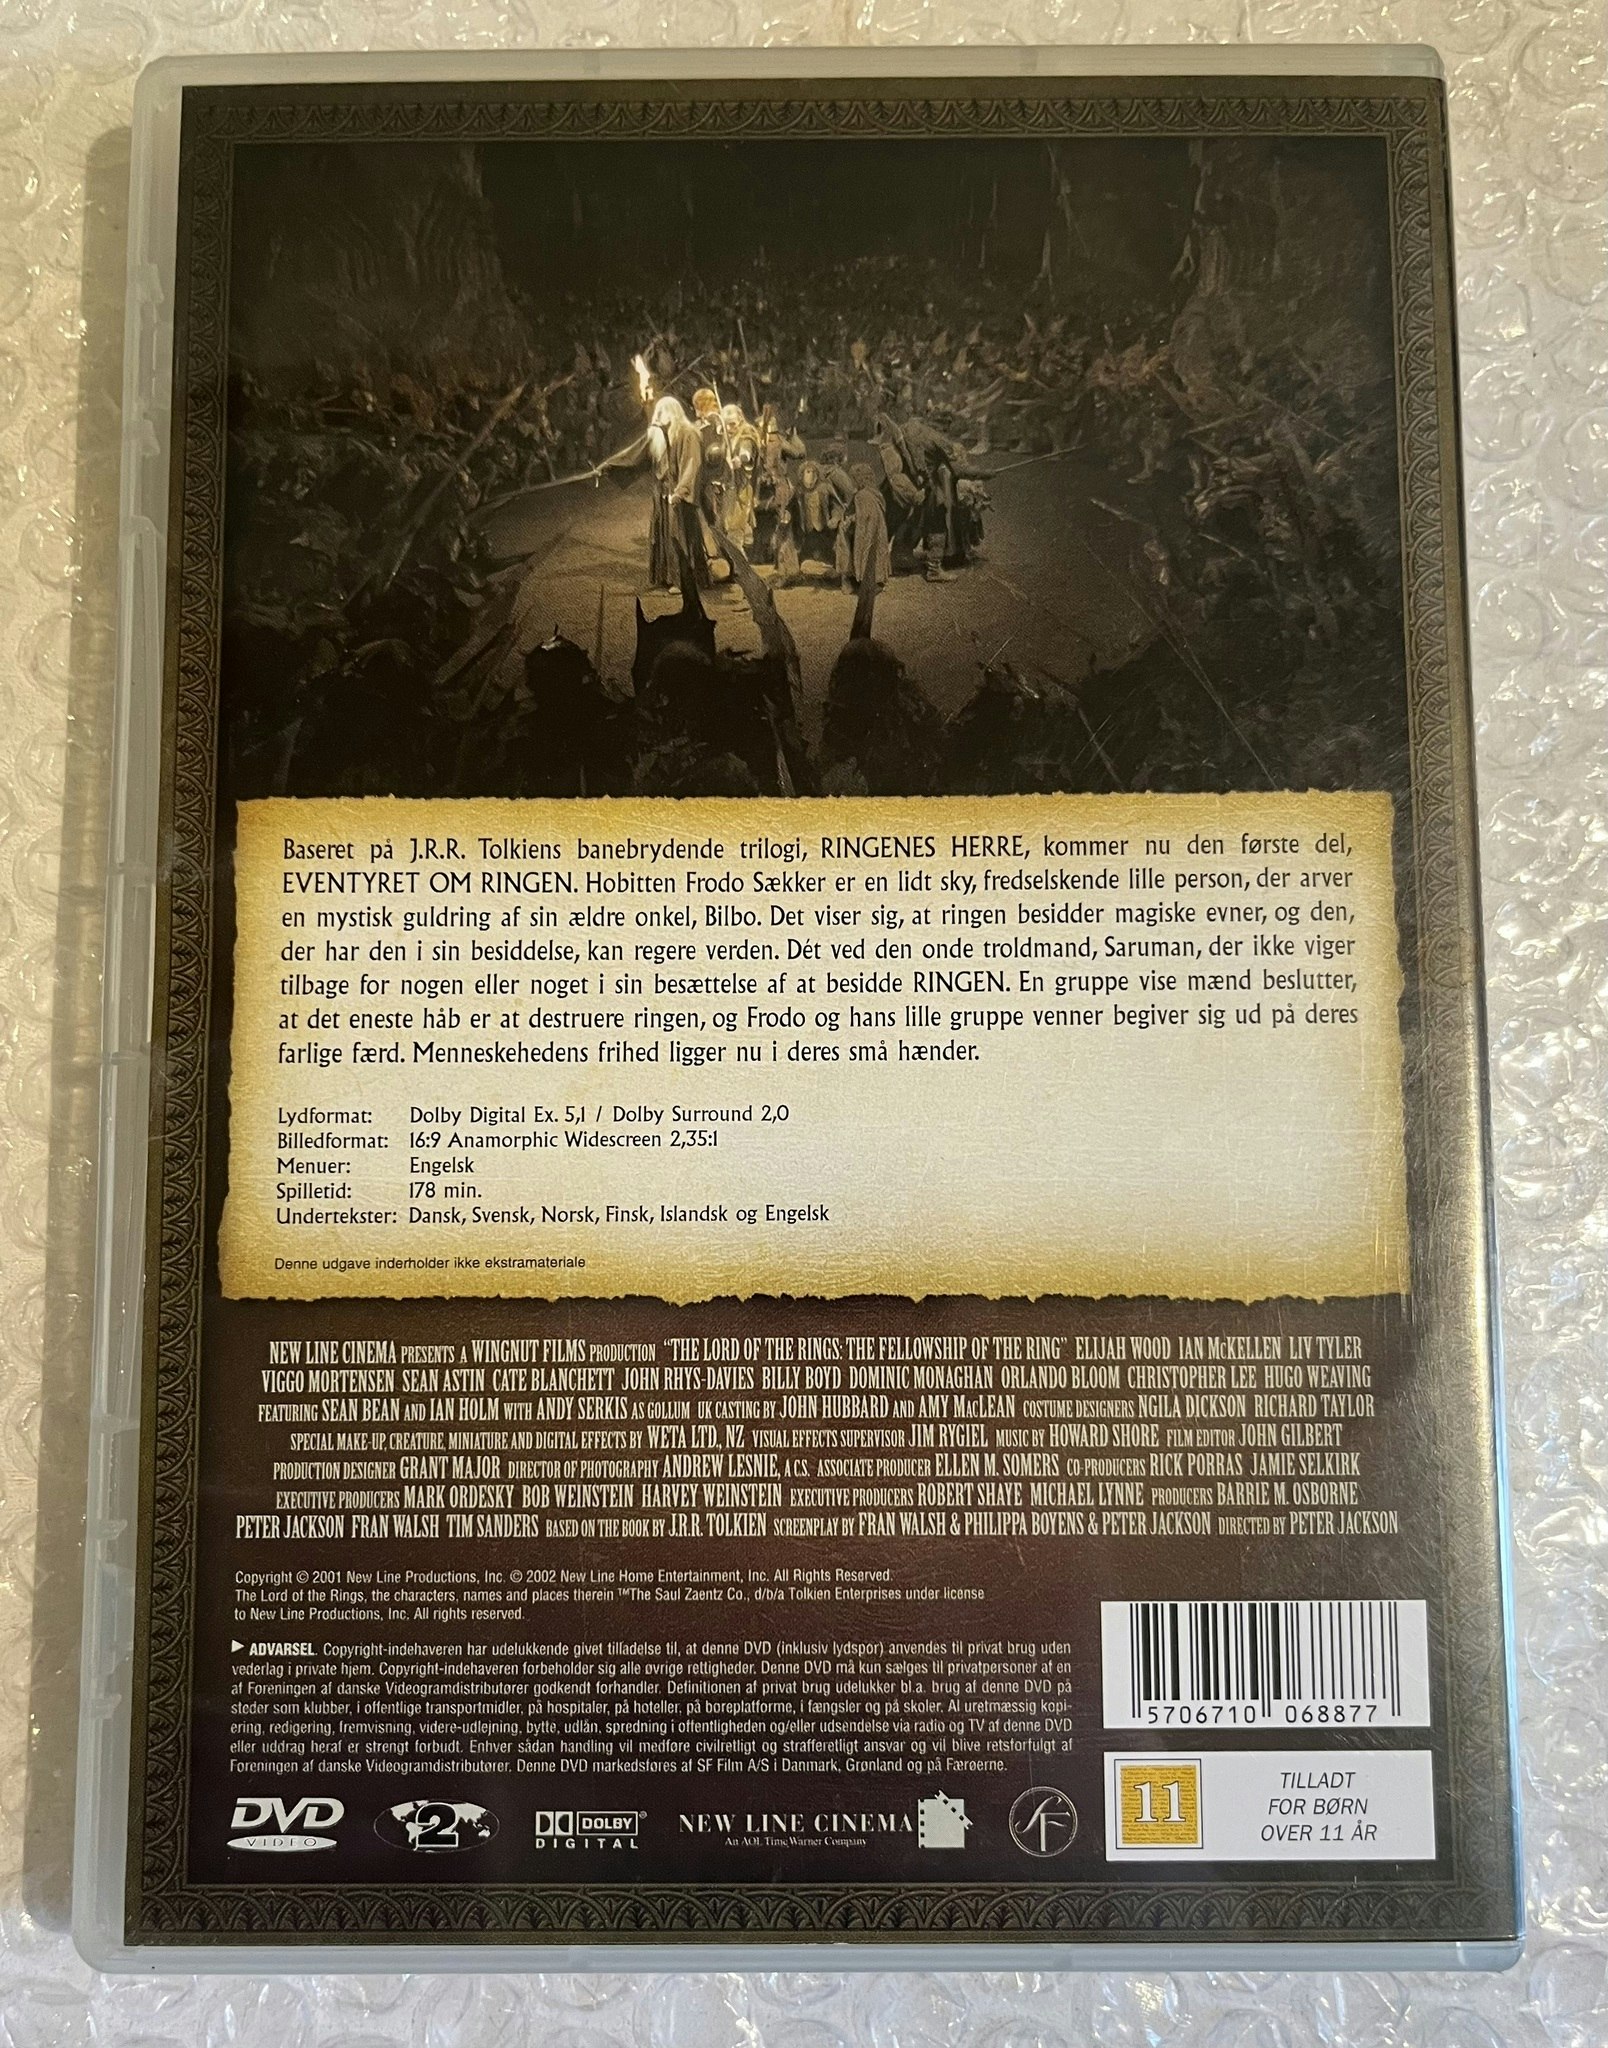 Baseret på J.R.R. Tolkiens banebrydende trilogi, RINGENES HERRE, kommer nu den første del,
EVENTYRET OM RINGEN. Hobitten Frodo Sækker er en lidt sky, fredselskende lille person, der arver
en mystisk guldring af sin ældre onkel, Bilbo. Det viser sig, at ringen besidder magiske evner, og den,
der har den i sin besiddelse, kan regere verden. Dét ved den onde troldmand, Saruman, der ikke viger
tilbage for nogen eller noget i sin besættelse af at besidde RINGEN. En gruppe vise mænd beslutter,
at det eneste håb er at destruere ringen, og Frodo og hans lille gruppe venner begiver sig ud på deres
farlige færd. Menneskehedens frihed ligger nu i deres små hænder.
Lydformat: Dolby Digital Ex. 5,1 / Dolby Surround 2,0
Billedformat: 16:9 Anamorphic Widescreen 2,35:1
Menuer: Engelsk
Spilletid: 178 min.
Undertekster: Dansk, Svensk, Norsk, Finsk, Islandsk og Engelsk
Denne udgave inderholder ikke ekstramateriale
NEW LINE CINEMA PRESENTS A WINGNUT FILMS PRODUCTION "THE LORD OF THE RINGS: THE FELLOWSHIP OF THE RING" ELIJAH WOOD IAN McKELLEN LIV TYLER
VIGGO MORTENSEN SEAN ASTIN CATE BLANCHETT JOHN RHYS-DAVIES BILLY BOYD DOMINIC MONAGHAN ORLANDO BLOOM CHRISTOPHER LEE HUGO WEAVING
FEATURING SEAN BEAN AND IAN HOLM WITH ANDY SERKIS AS GOLLUM UK CASTING BY JOHN HUBBARD AND AMY MacLEAN COSTUME DESIGNERS NGILA DICKSON RICHARD TAYLOR
SPECIAL MAKE-UP, CREATURE, MINIATURE AND DIGITAL EFFECTS BY WETA LTD., NZ VISUAL EFFECTS SUPERVISOR JIM RYGIEL MUSIC BY HOWARD SHORE FILM EDITOR JOHN GILBERT
PRODUCTION DESIGNER GRANT MAJOR DIRECTOR OF PHOTOGRAPHY ANDREW LESNIE, A.C.S. ASSOCIATE PRODUCER ELLEN M. SOMERS CO-PRODUCERS RICK PORRAS JAMIE SELKIRK
EXECUTIVE PRODUCERS MARK ORDESKY BOB WEINSTEIN HARVEY WEINSTEIN EXECUTIVE PRODUCERS ROBERT SHAYE MICHAEL LYNNE PRODUCERS BARRIE M. OSBORNE
PETER JACKSON FRAN WALSH TIM SANDERS BASED ON THE BOOK BY J.R.R. TOLKIEN SCREENPLAY BY FRAN WALSH & PHILIPPA BOYENS & PETER JACKSON DIRECTED BY PETER JACKSON
Copyright © 2001 New Line Productions, Inc. © 2002 New Line Home Entertainment, Inc. All Rights Reserved.
The Lord of the Rings, the characters, names and places therein ™The Saul Zaentz Co., d/b/a Tolkien Enterprises under license
to New Line Productions, Inc. All rights reserved.
▶ ADVARSEL. Copyright-indehaveren har udelukkende givet tilladelse til, at denne DVD (inklusiv lydspor) anvendes til privat brug uden
vederlag i private hjem. Copyright-indehaveren forbeholder sig alle øvrige rettigheder. Denne DVD må kun sælges til privatpersoner af en
af Foreningen af danske Videogramdistributører godkendt forhandler. Definitionen af privat brug udelukker bl.a. brug af denne DVD på
steder som klubber, i offentlige transportmidler, på hospitaler, på hoteller, på boreplatforme, i fængsler og på skoler. Al uretmæssig kopi-
ering, redigering, fremvisning, videre-udlejning, bytte, udlån, spredning i offentligheden og/eller udsendelse via radio og TV af denne DVD
eller uddrag heraf er strengt forbudt. Enhver sådan handling vil medføre civilretligt og strafferetligt ansvar og vil blive retsforfulgt af
Foreningen af danske Videogramdistributører. Denne DVD markedsføres af SF Film A/S i Danmark, Grønland og på Færøerne.
5706710 068877
DVD
VIDEO
2
DOLBY
DIGITAL
NEW LINE CINEMA
An AOL Time Warner Company
SF
11
TILLADT
FOR BØRN
OVER 11 ÅR